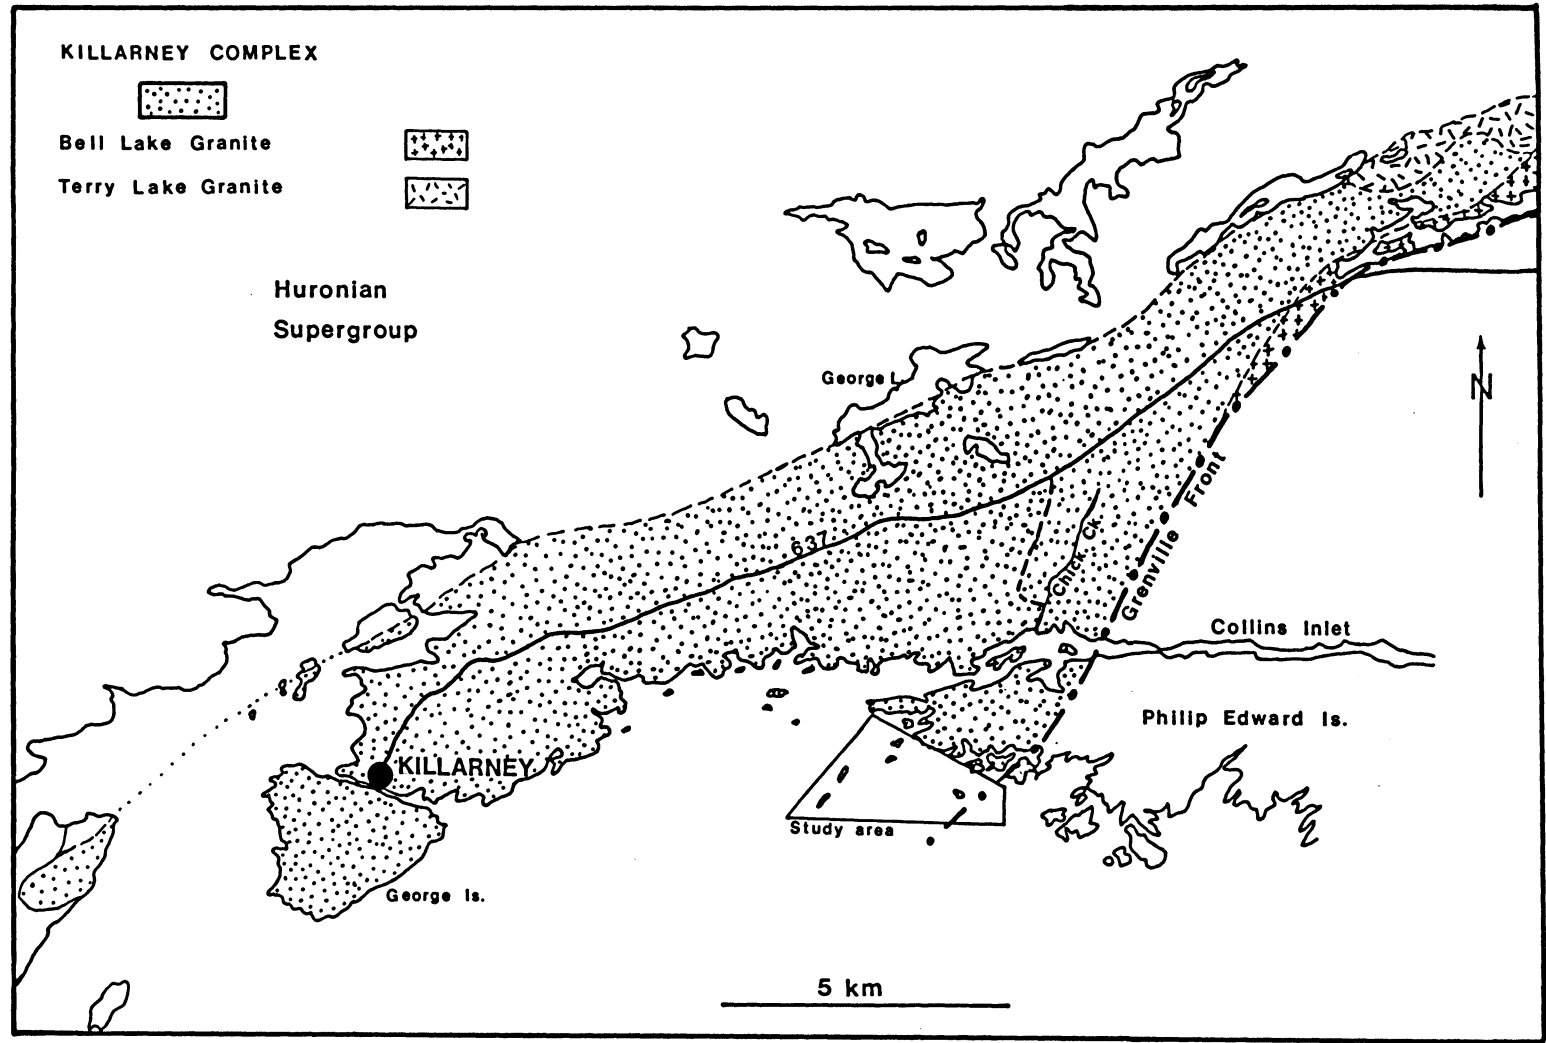 KILLARNEY COMPLEX
Bell Lake Granite
Terry Lake Granite
Huronian
Supergroup
George L.
N
637
Chick Ck.
Grenville Front
Collins Inlet
Philip Edward Is.
KILLARNEY
Study area
George Is.
5 km